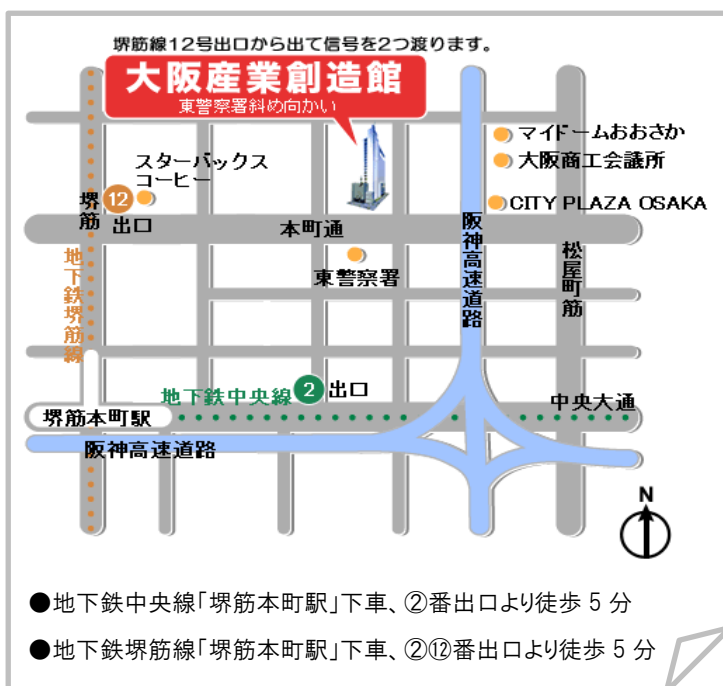 堺筋線12号出口から出て信号を2つ渡ります。
大阪産業創造館
東警察署斜め向かい
マイドームおおさか
大阪商工会議所
スターバックス
コーヒー
堺筋
12
出口
CITY PLAZA OSAKA
本町通
阪神高速道路
松屋町筋
東警察署
地下鉄堺筋線
地下鉄中央線
2
出口
中央大通
堺筋本町駅
阪神高速道路
N
●地下鉄中央線「堺筋本町駅」下車、②番出口より徒歩 5 分
●地下鉄堺筋線「堺筋本町駅」下車、②⑫番出口より徒歩 5 分